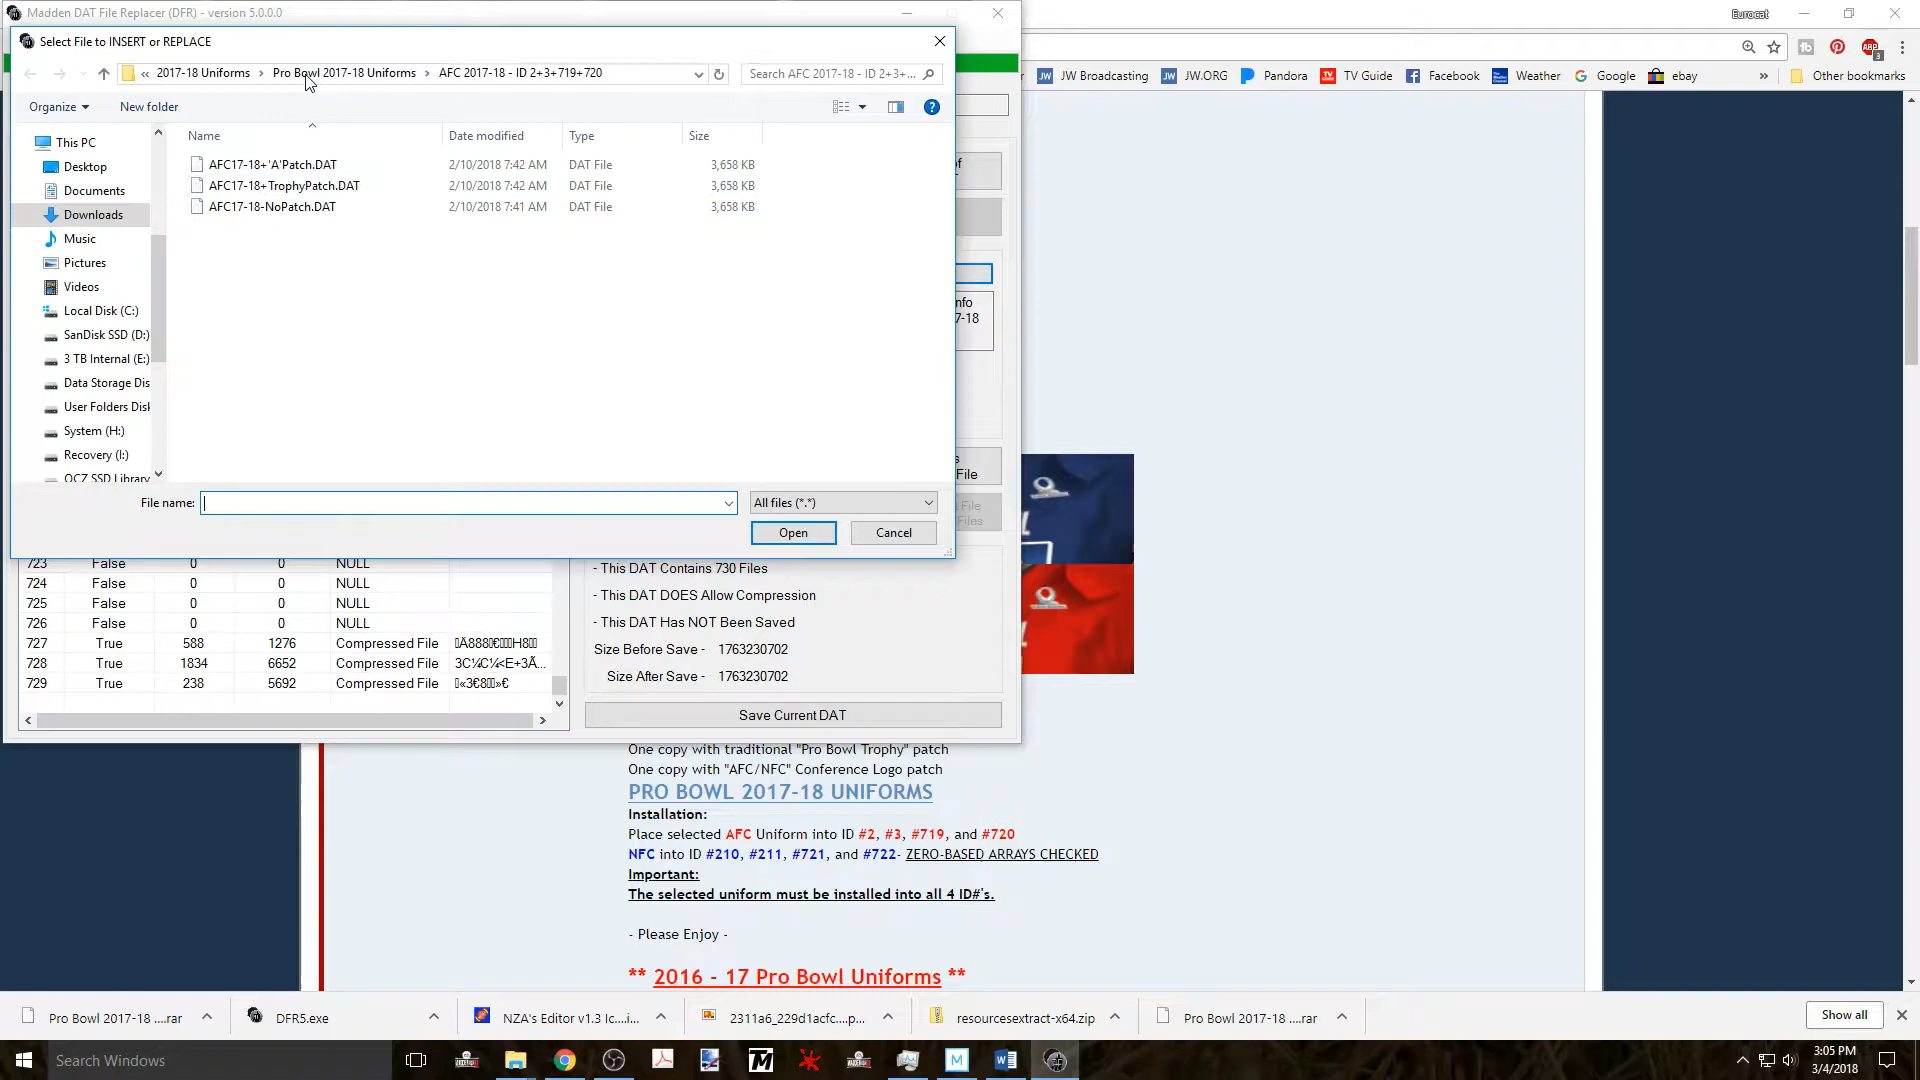 Madden DAT File Replacer (DFR) - version 5.0.0.0
Eurocat
Select File to INSERT or REPLACE
« 2017-18 Uniforms › Pro Bowl 2017-18 Uniforms › AFC 2017-18 - ID 2+3+719+720
Search AFC 2017-18 - ID 2+3+...
JW Broadcasting JW.ORG Pandora TV Guide Facebook Weather Google ebay » Other bookmarks
Organize New folder
Name Date modified Type Size
AFC17-18+'A'Patch.DAT 2/10/2018 7:42 AM DAT File 3,658 KB
AFC17-18+TrophyPatch.DAT 2/10/2018 7:42 AM DAT File 3,658 KB
AFC17-18-NoPatch.DAT 2/10/2018 7:41 AM DAT File 3,658 KB
This PC
Desktop
Documents
Downloads
Music
Pictures
Videos
Local Disk (C:)
SanDisk SSD (D:)
3 TB Internal (E:)
Data Storage Dis
User Folders Disk
System (H:)
Recovery (I:)
OCZ SSD Library
7-18
File
File name:
All files (*.*)
Open Cancel
723 False 0 0 NULL
724 False 0 0 NULL
725 False 0 0 NULL
726 False 0 0 NULL
727 True 588 1276 Compressed File
728 True 1834 6652 Compressed File
729 True 238 5692 Compressed File
- This DAT Contains 730 Files
- This DAT DOES Allow Compression
- This DAT Has NOT Been Saved
Size Before Save - 1763230702
Size After Save - 1763230702
Save Current DAT
One copy with traditional "Pro Bowl Trophy" patch
One copy with "AFC/NFC" Conference Logo patch
PRO BOWL 2017-18 UNIFORMS
Installation:
Place selected AFC Uniform into ID #2, #3, #719, and #720
NFC into ID #210, #211, #721, and #722- ZERO-BASED ARRAYS CHECKED
Important:
The selected uniform must be installed into all 4 ID#'s.
- Please Enjoy -
** 2016 - 17 Pro Bowl Uniforms **
Pro Bowl 2017-18 ....rar DFR5.exe NZA's Editor v1.3 Ic....i... 2311a6_229d1acfc....p... resourcesextract-x64.zip Pro Bowl 2017-18 ....rar Show all
Search Windows
3:05 PM
3/4/2018